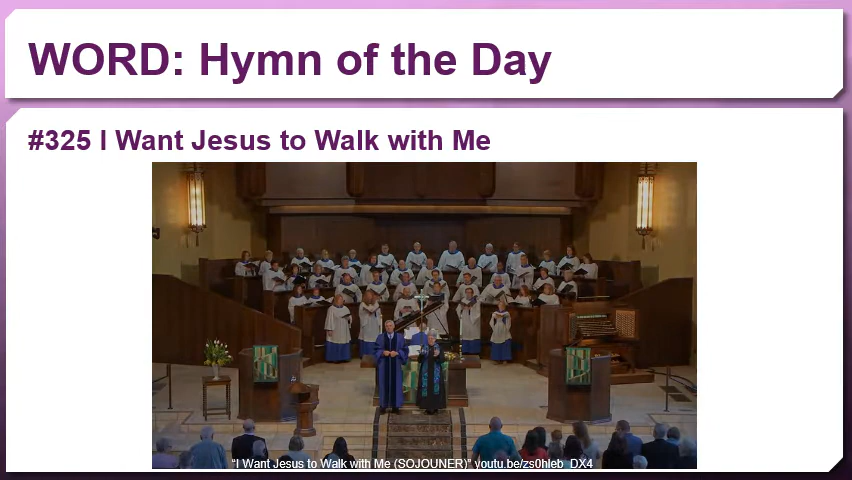 WORD: Hymn of the Day
#325 I Want Jesus to Walk with Me
“I Want Jesus to Walk with Me (SOJOUNER)” youtu.be/zs0hleb_DX4